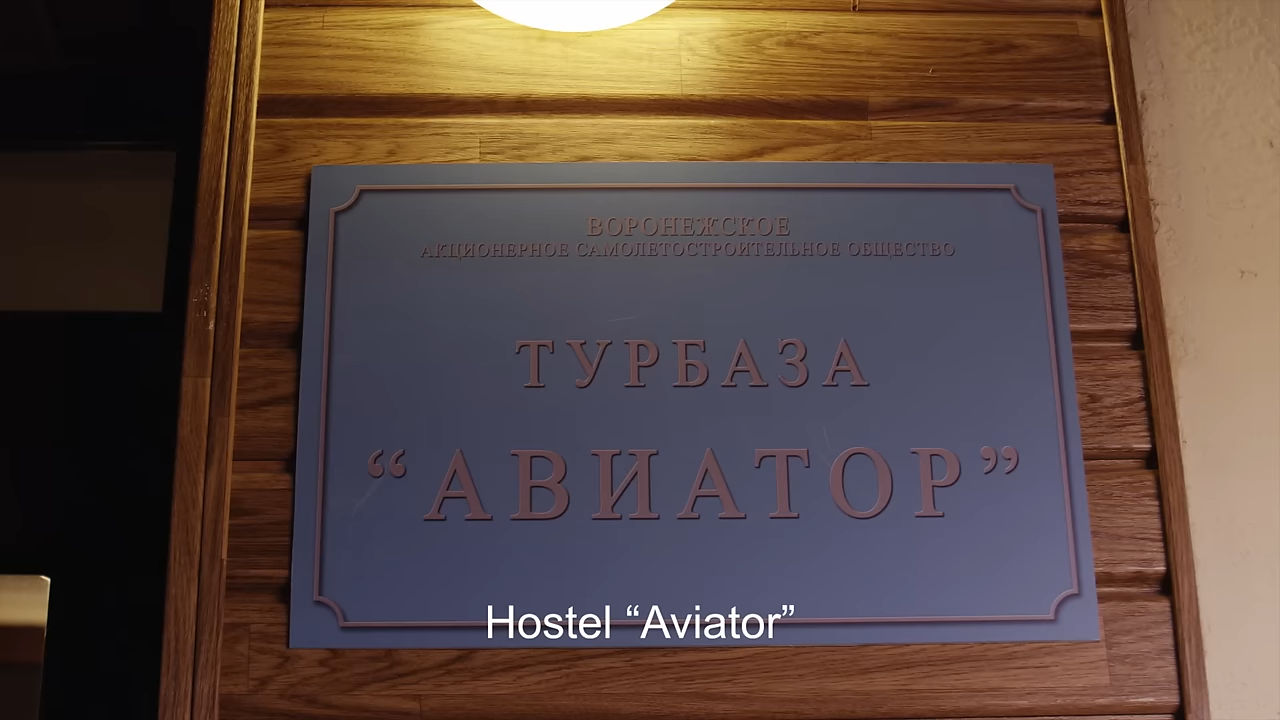 ВОРОНЕЖСКОЕ
АКЦИОНЕРНОЕ САМОЛЕТОСТРОИТЕЛЬНОЕ ОБЩЕСТВО
ТУРБАЗА
“АВИАТОР”
Hostel “Aviator”